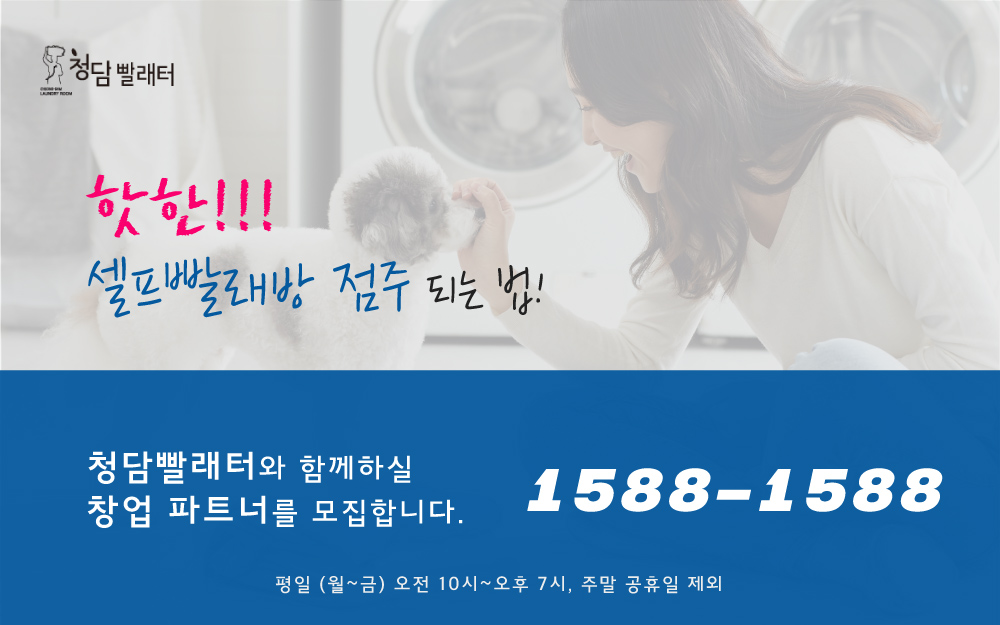 청담 빨래터
LAUNDRY ROOM
핫한!!!
셀프빨래방 점주 되는 법!
청담빨래터와 함께하실
창업 파트너를 모집합니다.
1588-1588
평일 (월~금) 오전 10시~오후 7시, 주말 공휴일 제외